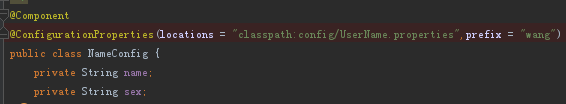 @Component
@ConfigurationProperties(locations = "classpath:config/UserName.properties",prefix = "wang")
public class NameConfig {
private String name;
private String sex;